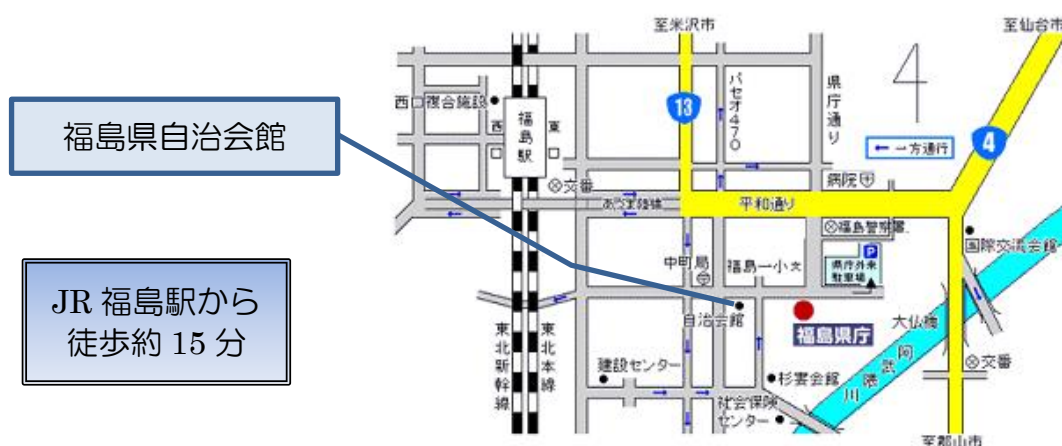 至米沢市
至仙台市
福島県自治会館
西口複合施設
福島駅
西口
東口
13
パセオ470
県庁通り
4
←一方通行
病院
交番
あづま陸橋
平和通り
福島警察署
国際交流会館
中町局
福島一小
文
P
県庁外来
駐車場
JR 福島駅から
徒歩約 15 分
自治会館
福島県庁
大仏橋
東北新幹線
東北本線
建設センター
杉妻会館
阿武隈川
交番
社会保険
センター
至郡山市